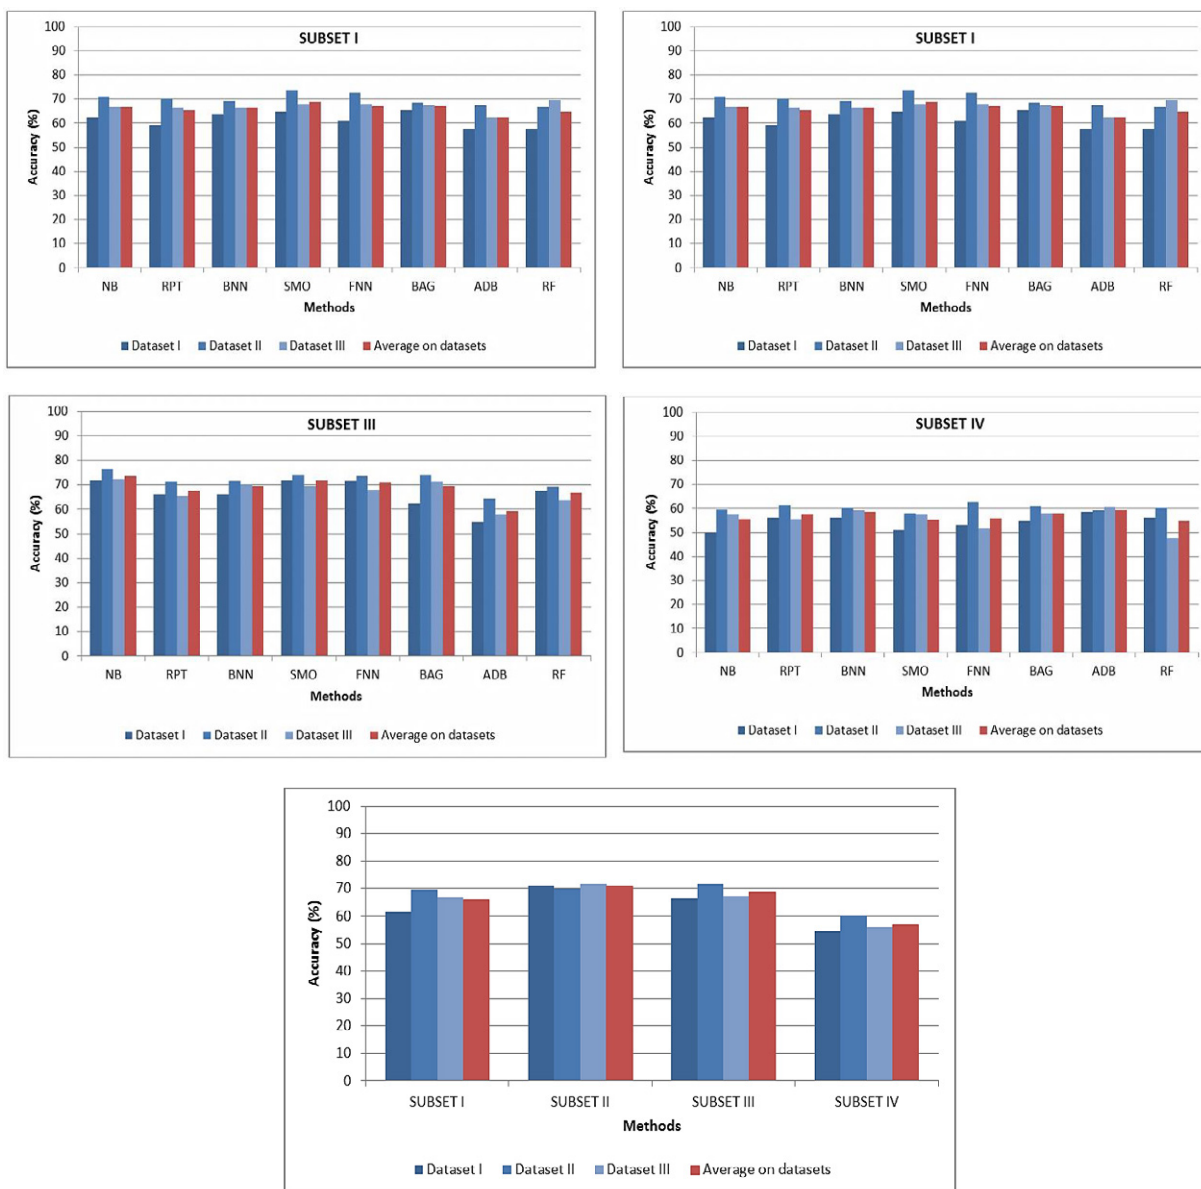 SUBSET I
100
90
80
70
60
50
40
30
20
10
0
Accuracy (%)
NB RPT BNN SMO FNN BAG ADB RF
Methods
Dataset I Dataset II Dataset III Average on datasets
SUBSET I
100
90
80
70
60
50
40
30
20
10
0
Accuracy (%)
NB RPT BNN SMO FNN BAG ADB RF
Methods
Dataset I Dataset II Dataset III Average on datasets
SUBSET III
100
90
80
70
60
50
40
30
20
10
0
Accuracy (%)
NB RPT BNN SMO FNN BAG ADB RF
Methods
Dataset I Dataset II Dataset III Average on datasets
SUBSET IV
100
90
80
70
60
50
40
30
20
10
0
Accuracy (%)
NB RPT BNN SMO FNN BAG ADB RF
Methods
Dataset I Dataset II Dataset III Average on datasets
100
90
80
70
60
50
40
30
20
10
0
Accuracy (%)
SUBSET I SUBSET II SUBSET III SUBSET IV
Methods
Dataset I Dataset II Dataset III Average on datasets